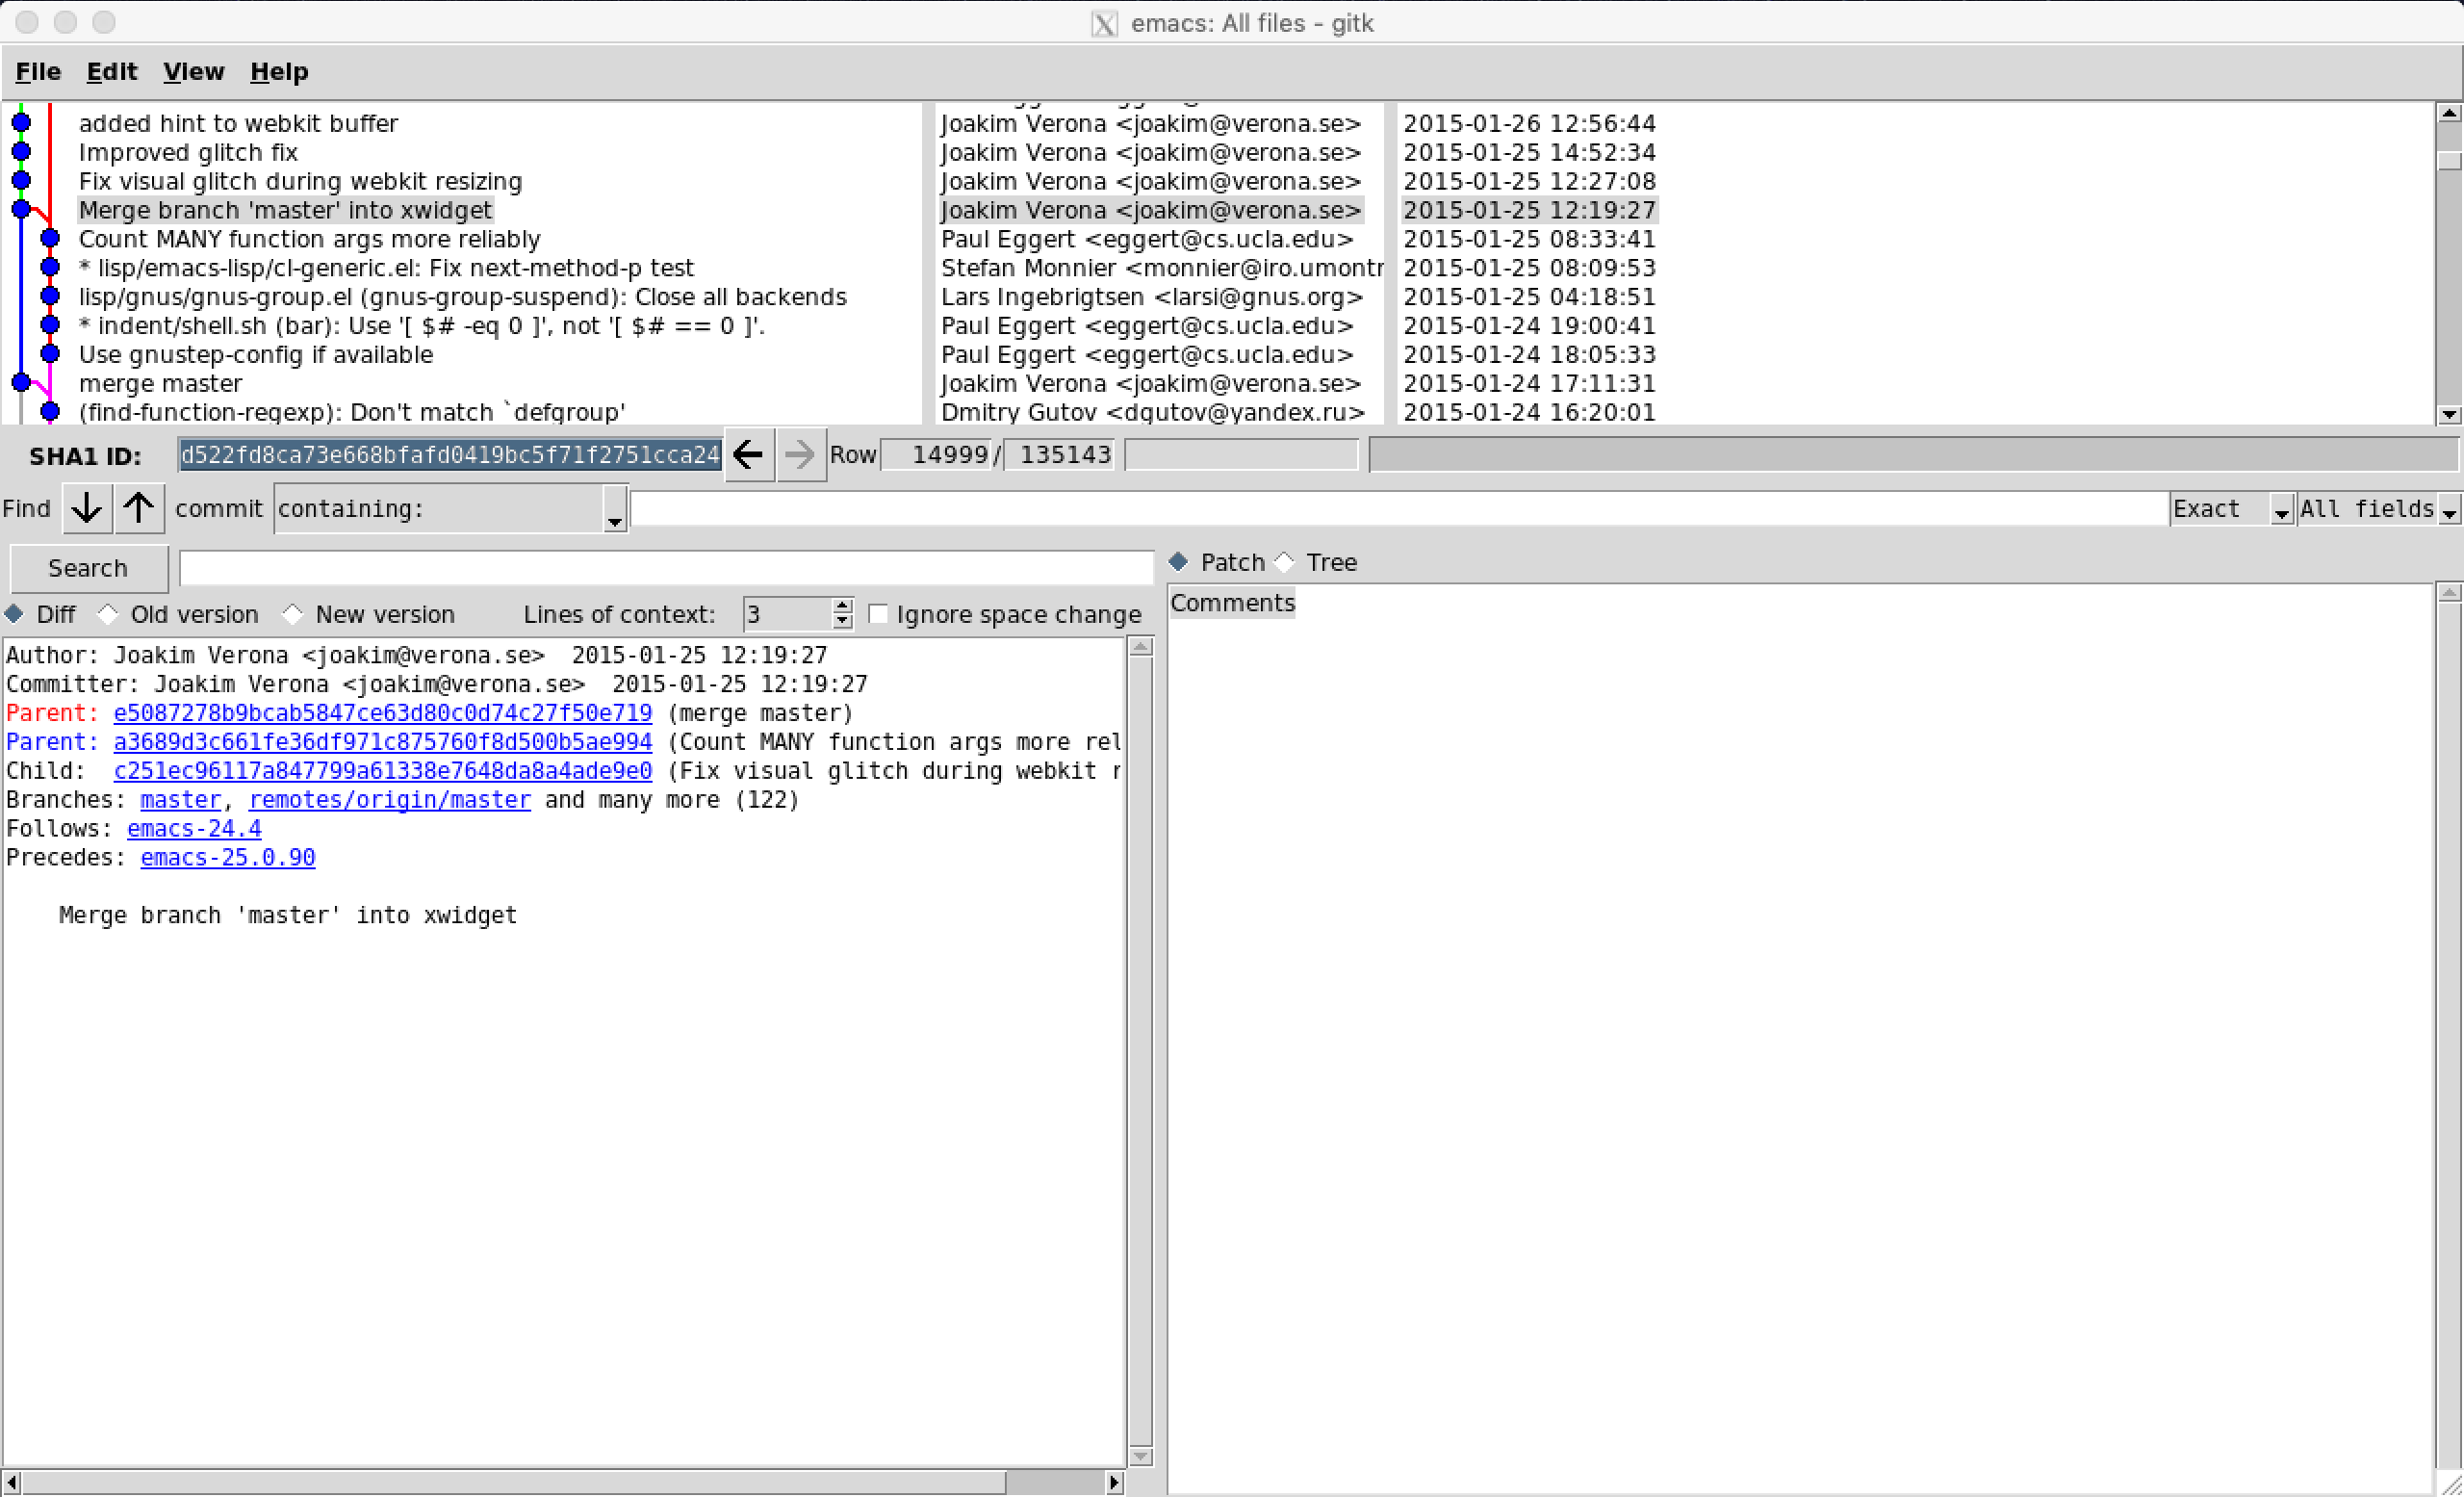 emacs: All files - gitk
File Edit View Help
added hint to webkit buffer Joakim Verona <joakim@verona.se> 2015-01-26 12:56:44
Improved glitch fix Joakim Verona <joakim@verona.se> 2015-01-25 14:52:34
Fix visual glitch during webkit resizing Joakim Verona <joakim@verona.se> 2015-01-25 12:27:08
Merge branch 'master' into xwidget Joakim Verona <joakim@verona.se> 2015-01-25 12:19:27
Count MANY function args more reliably Paul Eggert <eggert@cs.ucla.edu> 2015-01-25 08:33:41
* lisp/emacs-lisp/cl-generic.el: Fix next-method-p test Stefan Monnier <monnier@iro.umontr 2015-01-25 08:09:53
lisp/gnus/gnus-group.el (gnus-group-suspend): Close all backends Lars Ingebrigtsen <larsi@gnus.org> 2015-01-25 04:18:51
* indent/shell.sh (bar): Use '[ $# -eq 0 ]', not '[ $# == 0 ]'. Paul Eggert <eggert@cs.ucla.edu> 2015-01-24 19:00:41
Use gnustep-config if available Paul Eggert <eggert@cs.ucla.edu> 2015-01-24 18:05:33
merge master Joakim Verona <joakim@verona.se> 2015-01-24 17:11:31
(find-function-regexp): Don't match `defgroup' Dmitry Gutov <dgutov@yandex.ru> 2015-01-24 16:20:01
SHA1 ID: d522fd8ca73e668bfafd0419bc5f71f2751cca24 Row 14999 / 135143
Find commit containing: Exact All fields
Search Patch Tree
Diff Old version New version Lines of context: 3 Ignore space change
Comments
Author: Joakim Verona <joakim@verona.se> 2015-01-25 12:19:27
Committer: Joakim Verona <joakim@verona.se> 2015-01-25 12:19:27
Parent: e5087278b9bcab5847ce63d80c0d74c27f50e719 (merge master)
Parent: a3689d3c661fe36df971c875760f8d500b5ae994 (Count MANY function args more rel
Child: c251ec96117a847799a61338e7648da8a4ade9e0 (Fix visual glitch during webkit r
Branches: master, remotes/origin/master and many more (122)
Follows: emacs-24.4
Precedes: emacs-25.0.90
Merge branch 'master' into xwidget